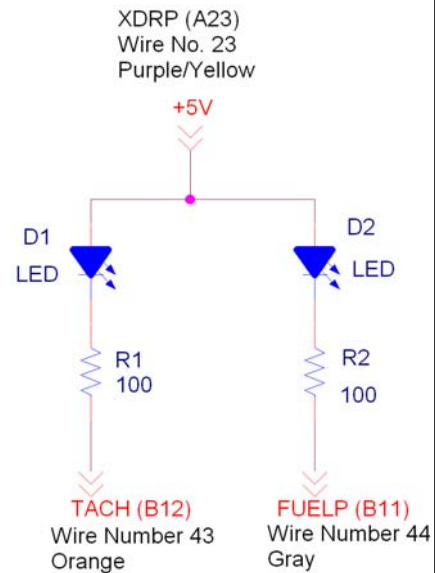 XDRP (A23)
Wire No. 23
Purple/Yellow
+5V
D1
LED
D2
LED
R1
100
R2
100
TACH (B12)
Wire Number 43
Orange
FUELP (B11)
Wire Number 44
Gray